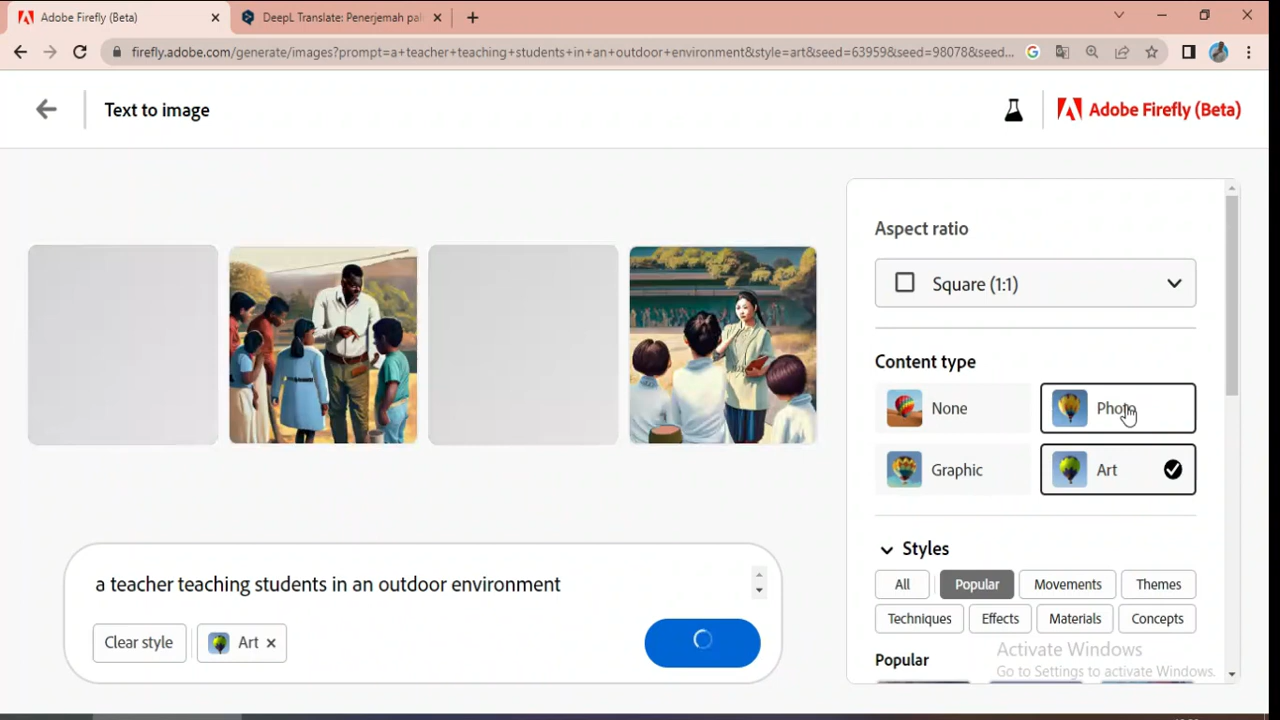 Adobe Firefly (Beta)
DeepL Translate: Penerjemah pal
firefly.adobe.com/generate/images?prompt=a+teacher+teaching+students+in+an+outdoor+environment&style=art&seed=63959&seed=98078&seed...
Text to image
Adobe Firefly (Beta)
Aspect ratio
Square (1:1)
Content type
None
Photo
Graphic
Art
Styles
All
Popular
Movements
Themes
Techniques
Effects
Materials
Concepts
Popular
a teacher teaching students in an outdoor environment
Clear style
Art
Activate Windows
Go to Settings to activate Windows.